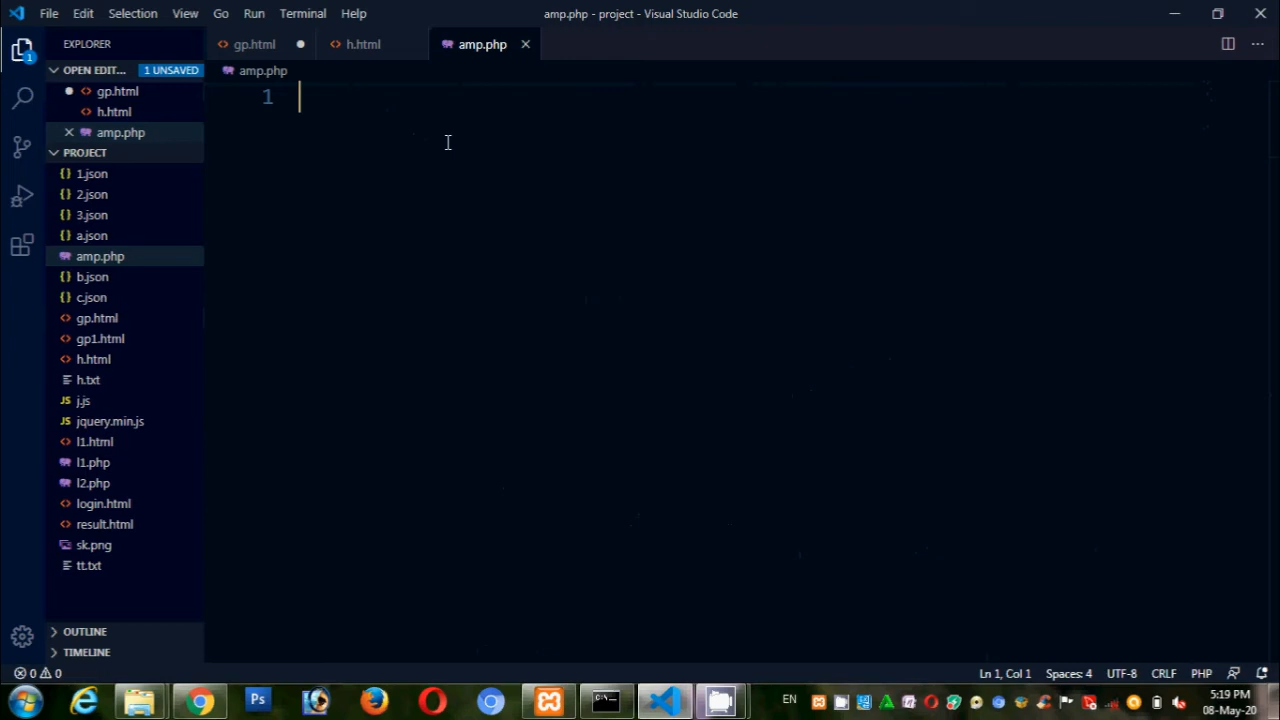 File Edit Selection View Go Run Terminal Help amp.php - project - Visual Studio Code
EXPLORER gp.html h.html amp.php
OPEN EDIT... 1 UNSAVED
amp.php
gp.html
1
h.html
amp.php
PROJECT
{} 1.json
{} 2.json
{} 3.json
{} a.json
amp.php
{} b.json
{} c.json
<> gp.html
<> gp1.html
<> h.html
h.txt
JS j.js
JS jquery.min.js
<> l1.html
l1.php
l2.php
<> login.html
<> result.html
sk.png
tt.txt
OUTLINE
TIMELINE
0 0 Ln 1, Col 1 Spaces: 4 UTF-8 CRLF PHP
Ps EN 5:19 PM
08-May-20